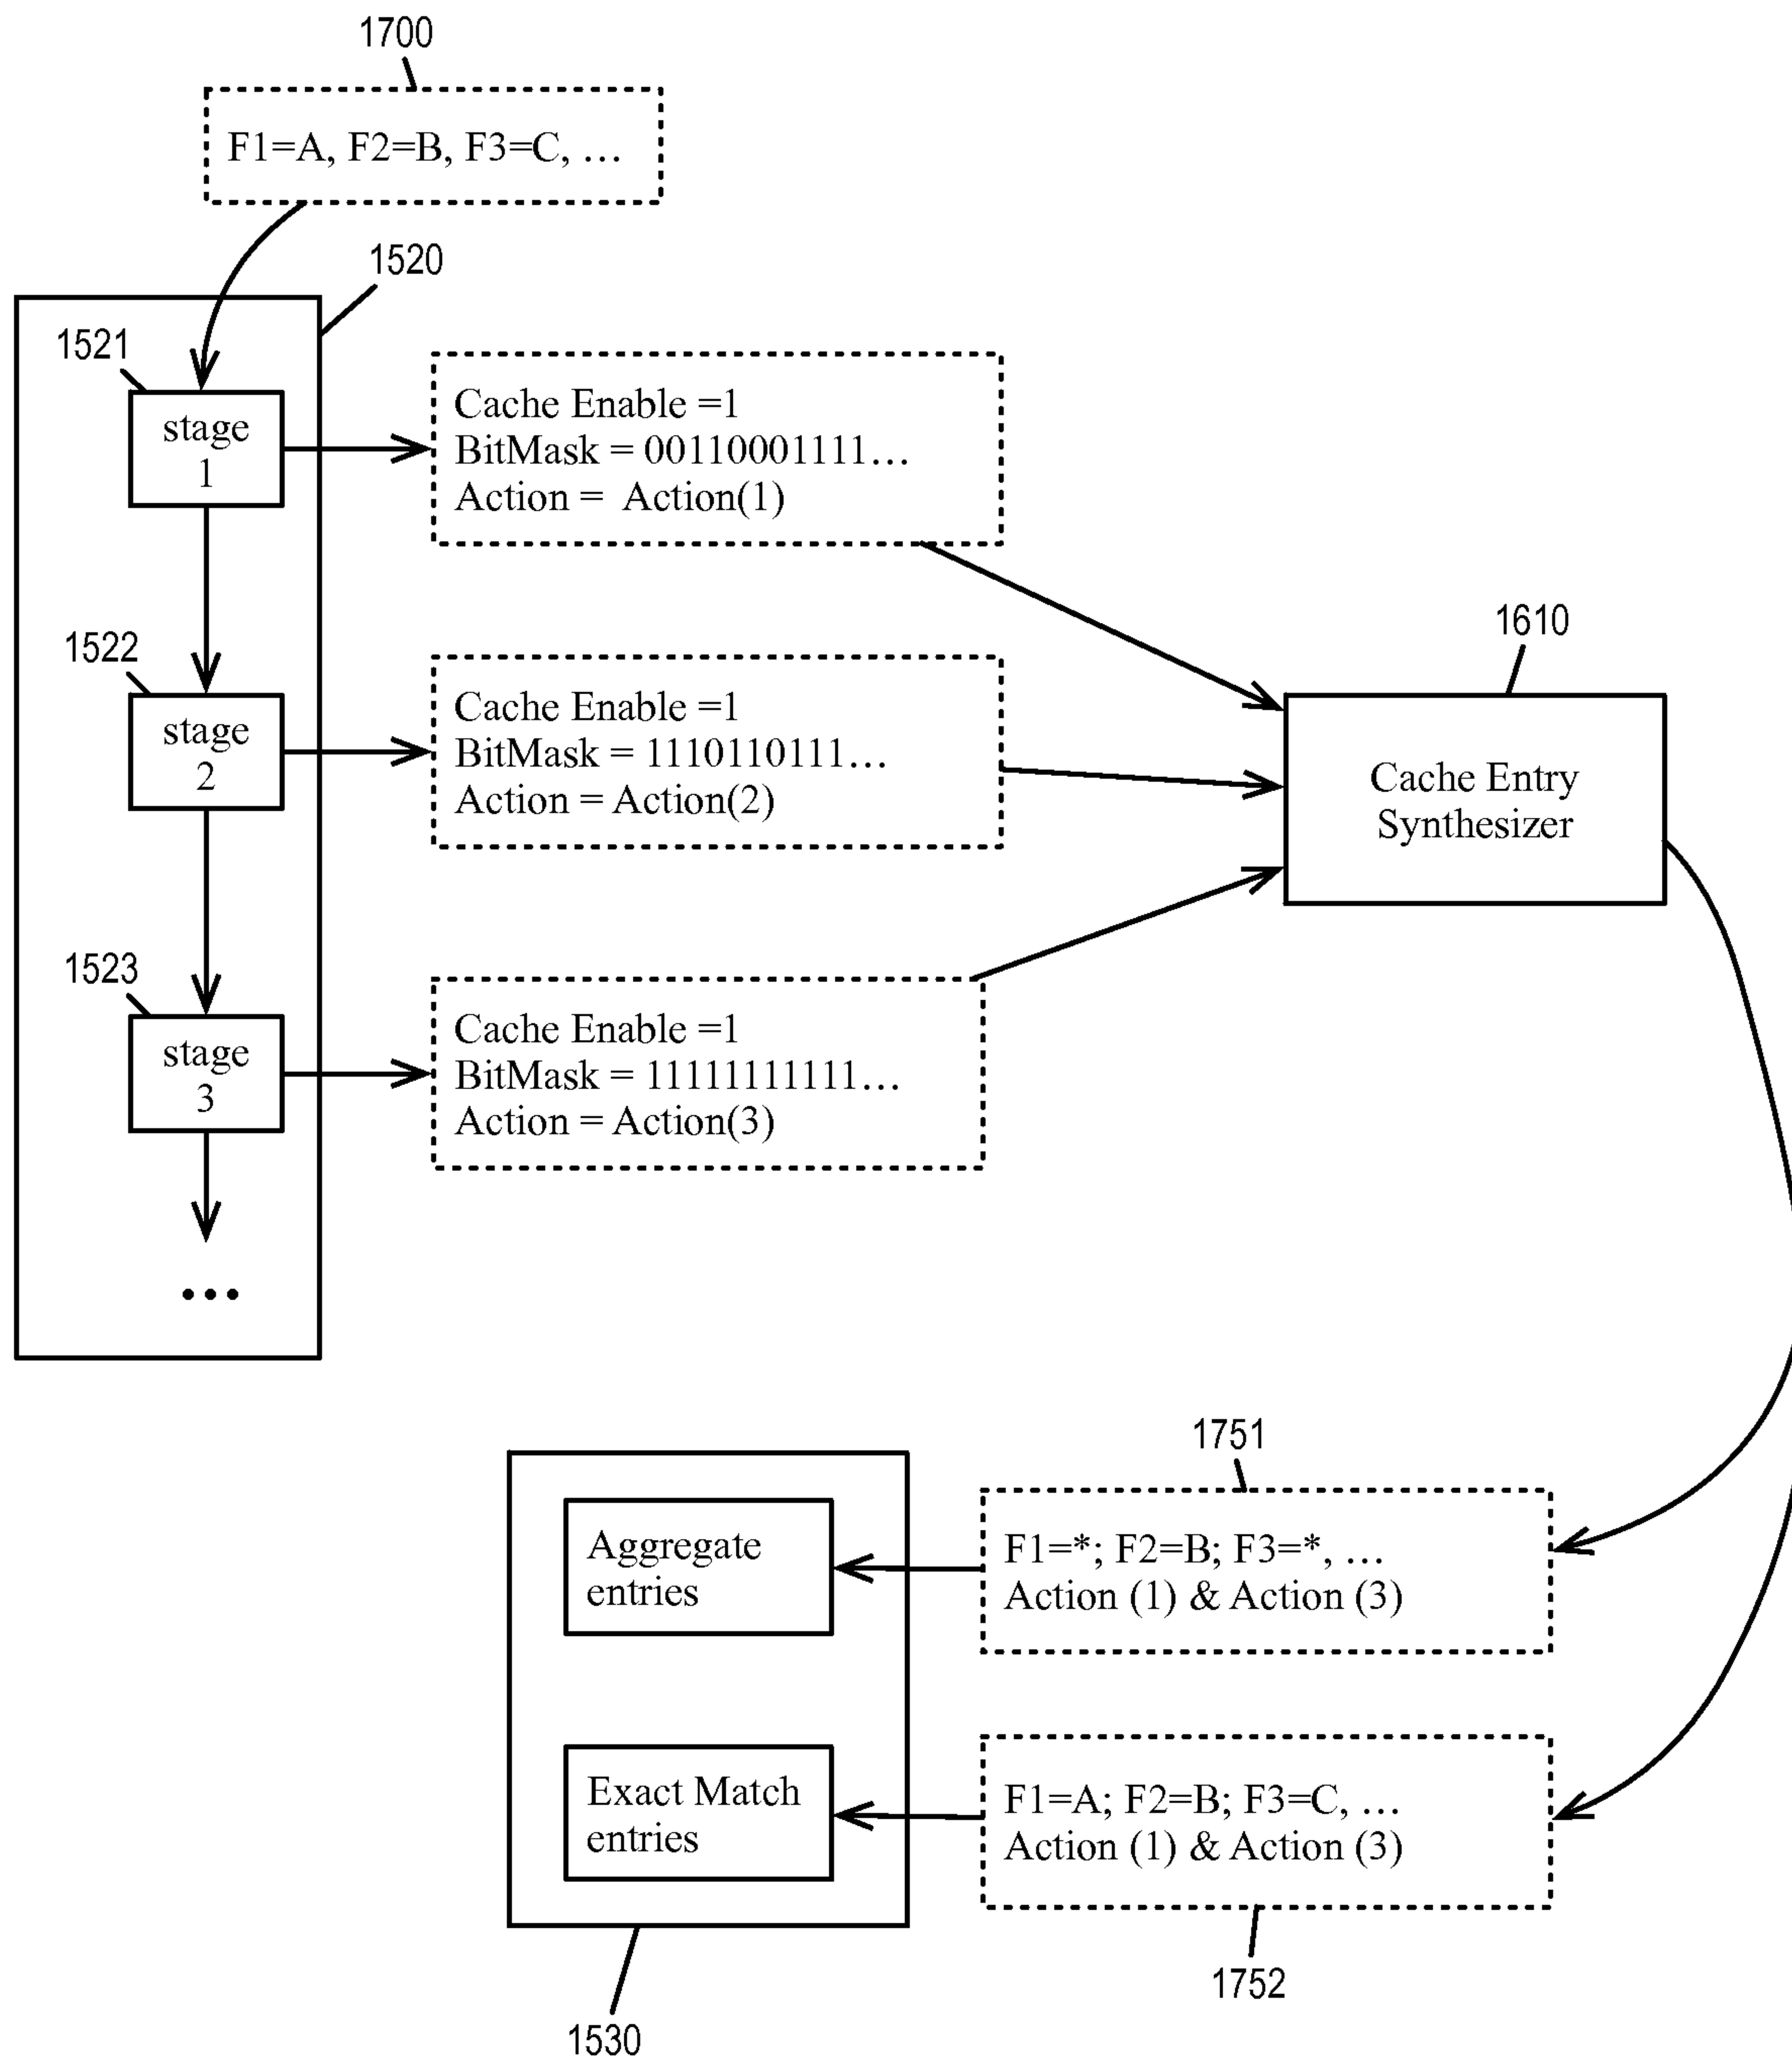 1700
F1=A, F2=B, F3=C, …
1520
1521
stage
1
Cache Enable =1
BitMask = 00110001111…
Action =  Action(1)
1522
stage
2
Cache Enable =1
BitMask = 1110110111…
Action = Action(2)
1610
Cache Entry
Synthesizer
1523
stage
3
Cache Enable =1
BitMask = 11111111111…
Action = Action(3)
…
1751
Aggregate
entries
F1=*; F2=B; F3=*, …
Action (1) & Action (3)
Exact Match
entries
F1=A; F2=B; F3=C, …
Action (1) & Action (3)
1752
1530